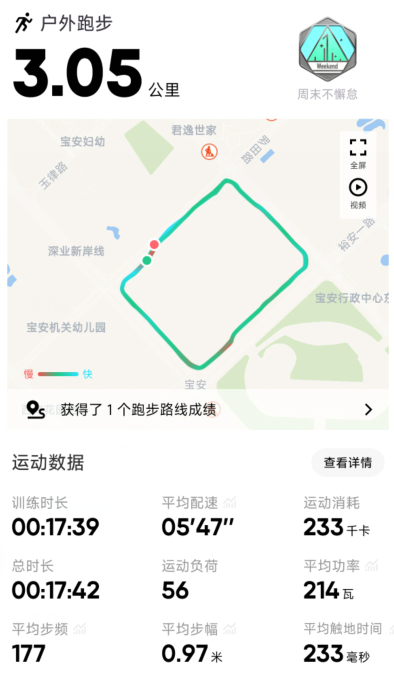 户外跑步
3.05 公里
Weekend
周末不懈怠
君逸世家
宝安妇幼
玉律路
全屏
视频
裕安一路
深业新岸线
宝安行政中心东
宝安机关幼儿园
慢 快
宝安
获得了1个跑步路线成绩
运动数据
查看详情
训练时长 平均配速 运动消耗
00:17:39 05'47" 233 千卡
总时长 运动负荷 平均功率
00:17:42 56 214 瓦
平均步频 平均步幅 平均触地时间
177 0.97 米 233 毫秒